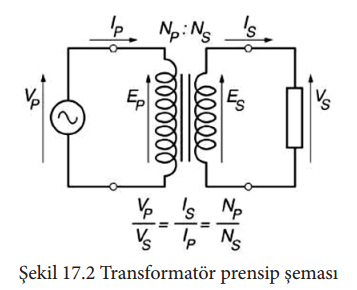 I_P N_P : N_S I_S
V_P E_P E_S V_S
V_P/V_S = I_S/I_P = N_P/N_S
Şekil 17.2 Transformatör prensip şeması